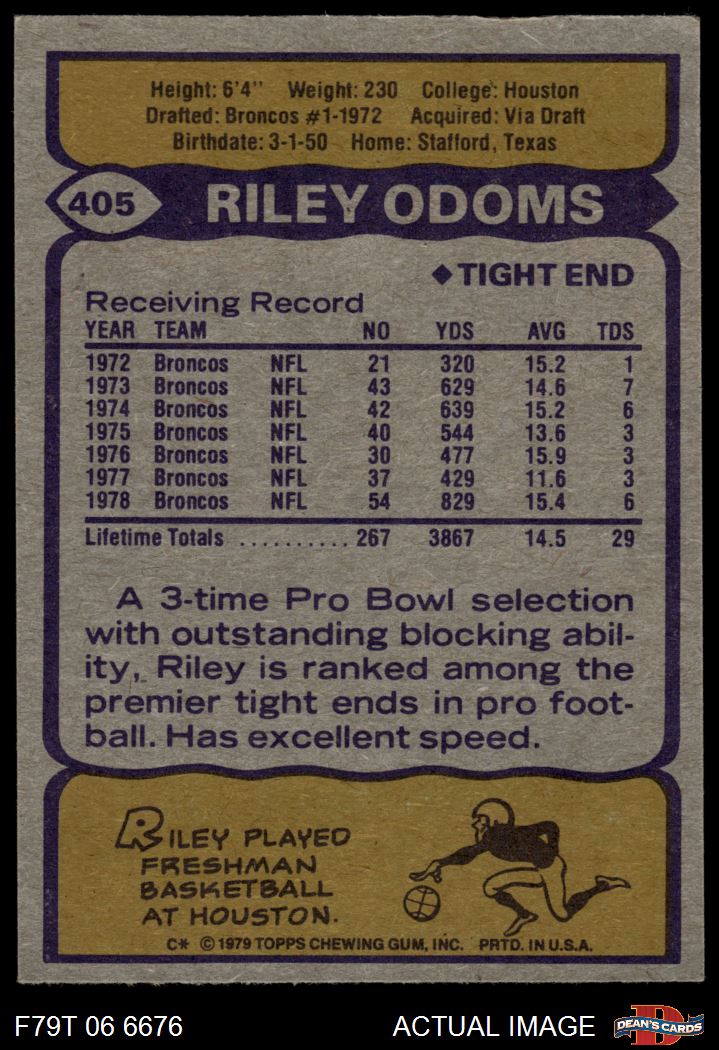 Height: 6'4" Weight: 230 College: Houston
Drafted: Broncos #1-1972 Acquired: Via Draft
Birthdate: 3-1-50 Home: Stafford, Texas
405 RILEY ODOMS
◆TIGHT END
Receiving Record
YEAR TEAM NO YDS AVG TDS
1972 Broncos NFL 21 320 15.2 1
1973 Broncos NFL 43 629 14.6 7
1974 Broncos NFL 42 639 15.2 6
1975 Broncos NFL 40 544 13.6 3
1976 Broncos NFL 30 477 15.9 3
1977 Broncos NFL 37 429 11.6 3
1978 Broncos NFL 54 829 15.4 6
Lifetime Totals .......... 267 3867 14.5 29
A 3-time Pro Bowl selection
with outstanding blocking abil-
ity, Riley is ranked among the
premier tight ends in pro foot-
ball. Has excellent speed.
RILEY PLAYED
FRESHMAN
BASKETBALL
AT HOUSTON.
C* © 1979 TOPPS CHEWING GUM, INC. PRTD. IN U.S.A.
F79T 06 6676 ACTUAL IMAGE D DEAN'S CARDS